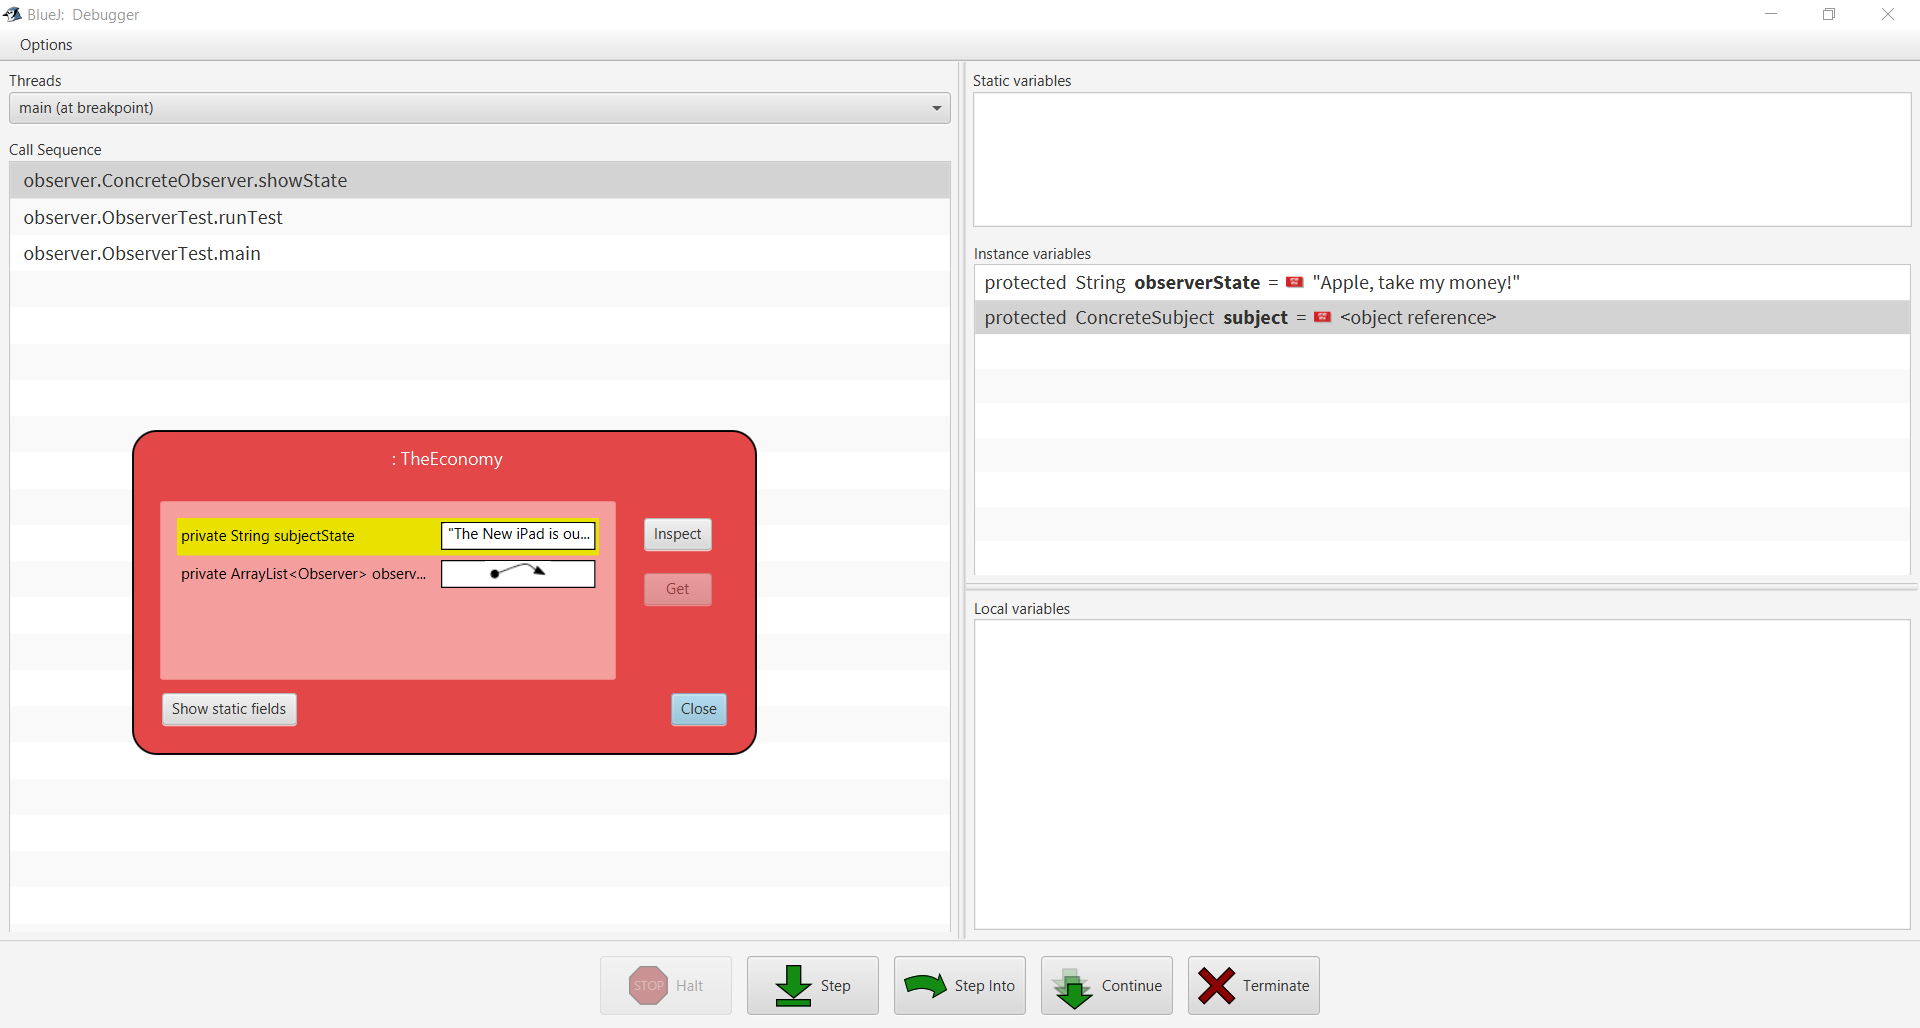 BlueJ: Debugger
Options
Threads
main (at breakpoint)
Call Sequence
observer.ConcreteObserver.showState
observer.ObserverTest.runTest
observer.ObserverTest.main
: TheEconomy
private String subjectState "The New iPad is ou...
private ArrayList<Observer> observ...
Inspect
Get
Show static fields
Close
Static variables
Instance variables
protected String observerState = "Apple, take my money!"
protected ConcreteSubject subject = <object reference>
Local variables
STOP Halt
Step
Step Into
Continue
Terminate